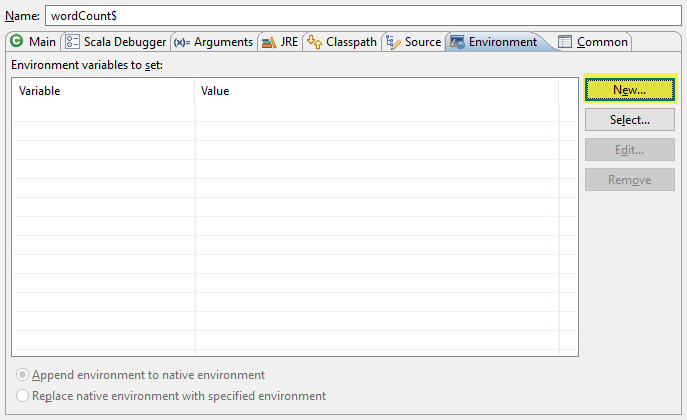 Name: wordCount$
Main Scala Debugger (x)= Arguments JRE Classpath Source Environment Common
Environment variables to set:
Variable Value
New...
Select...
Edit...
Remove
Append environment to native environment
Replace native environment with specified environment